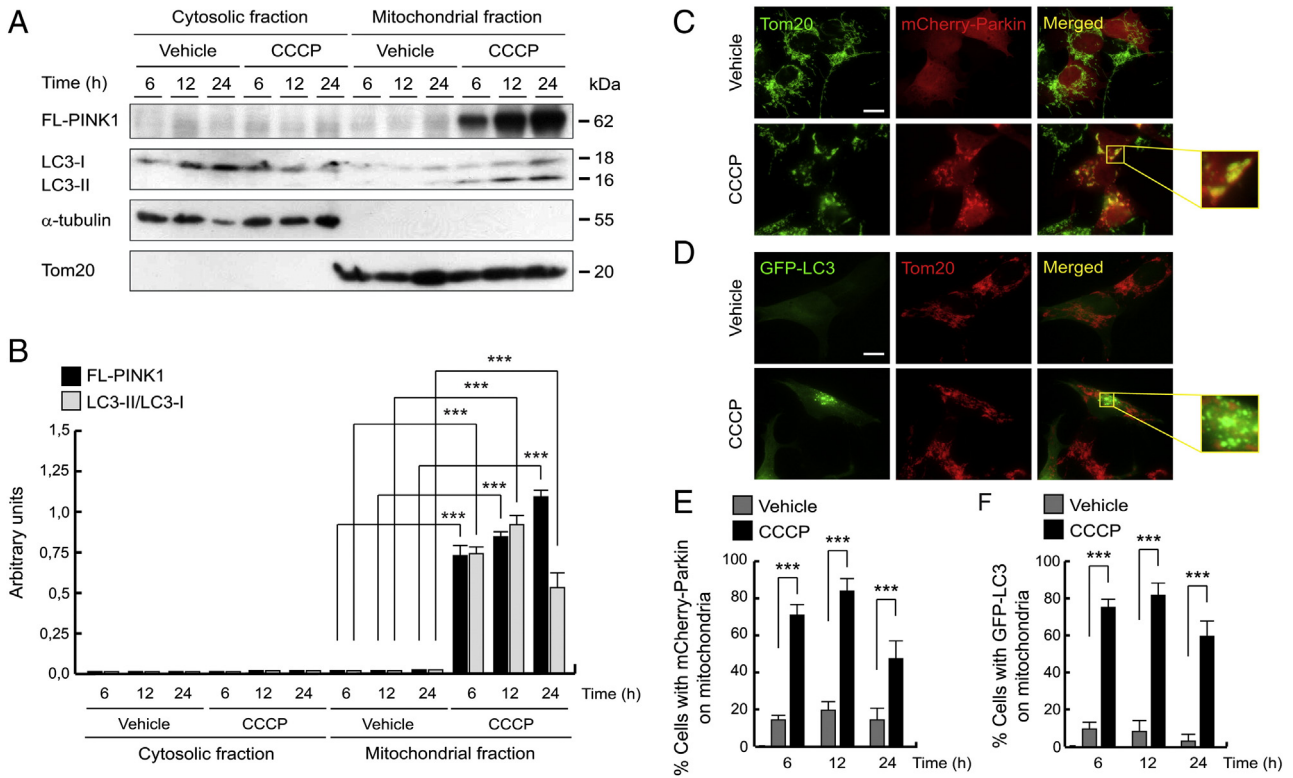 A
Cytosolic fraction Mitochondrial fraction
Vehicle CCCP Vehicle CCCP
Time (h) 6 12 24 6 12 24 6 12 24 6 12 24 kDa
FL-PINK1 62
LC3-I 18
LC3-II 16
α-tubulin 55
Tom20 20
B
FL-PINK1
LC3-II/LC3-I
Arbitrary units
1,5
1,25
1,0
0,75
0,5
0,25
0,0
***
***
***
***
***
***
6 12 24 6 12 24 6 12 24 6 12 24 Time (h)
Vehicle CCCP Vehicle CCCP
Cytosolic fraction Mitochondrial fraction
C
Tom20 mCherry-Parkin Merged
Vehicle
CCCP
D
GFP-LC3 Tom20 Merged
Vehicle
CCCP
E
Vehicle
CCCP
% Cells with mCherry-Parkin
on mitochondria
100
80
60
40
20
0
*** *** ***
6 12 24 Time (h)
F
Vehicle
CCCP
% Cells with GFP-LC3
on mitochondria
100
80
60
40
20
0
*** *** ***
6 12 24 Time (h)